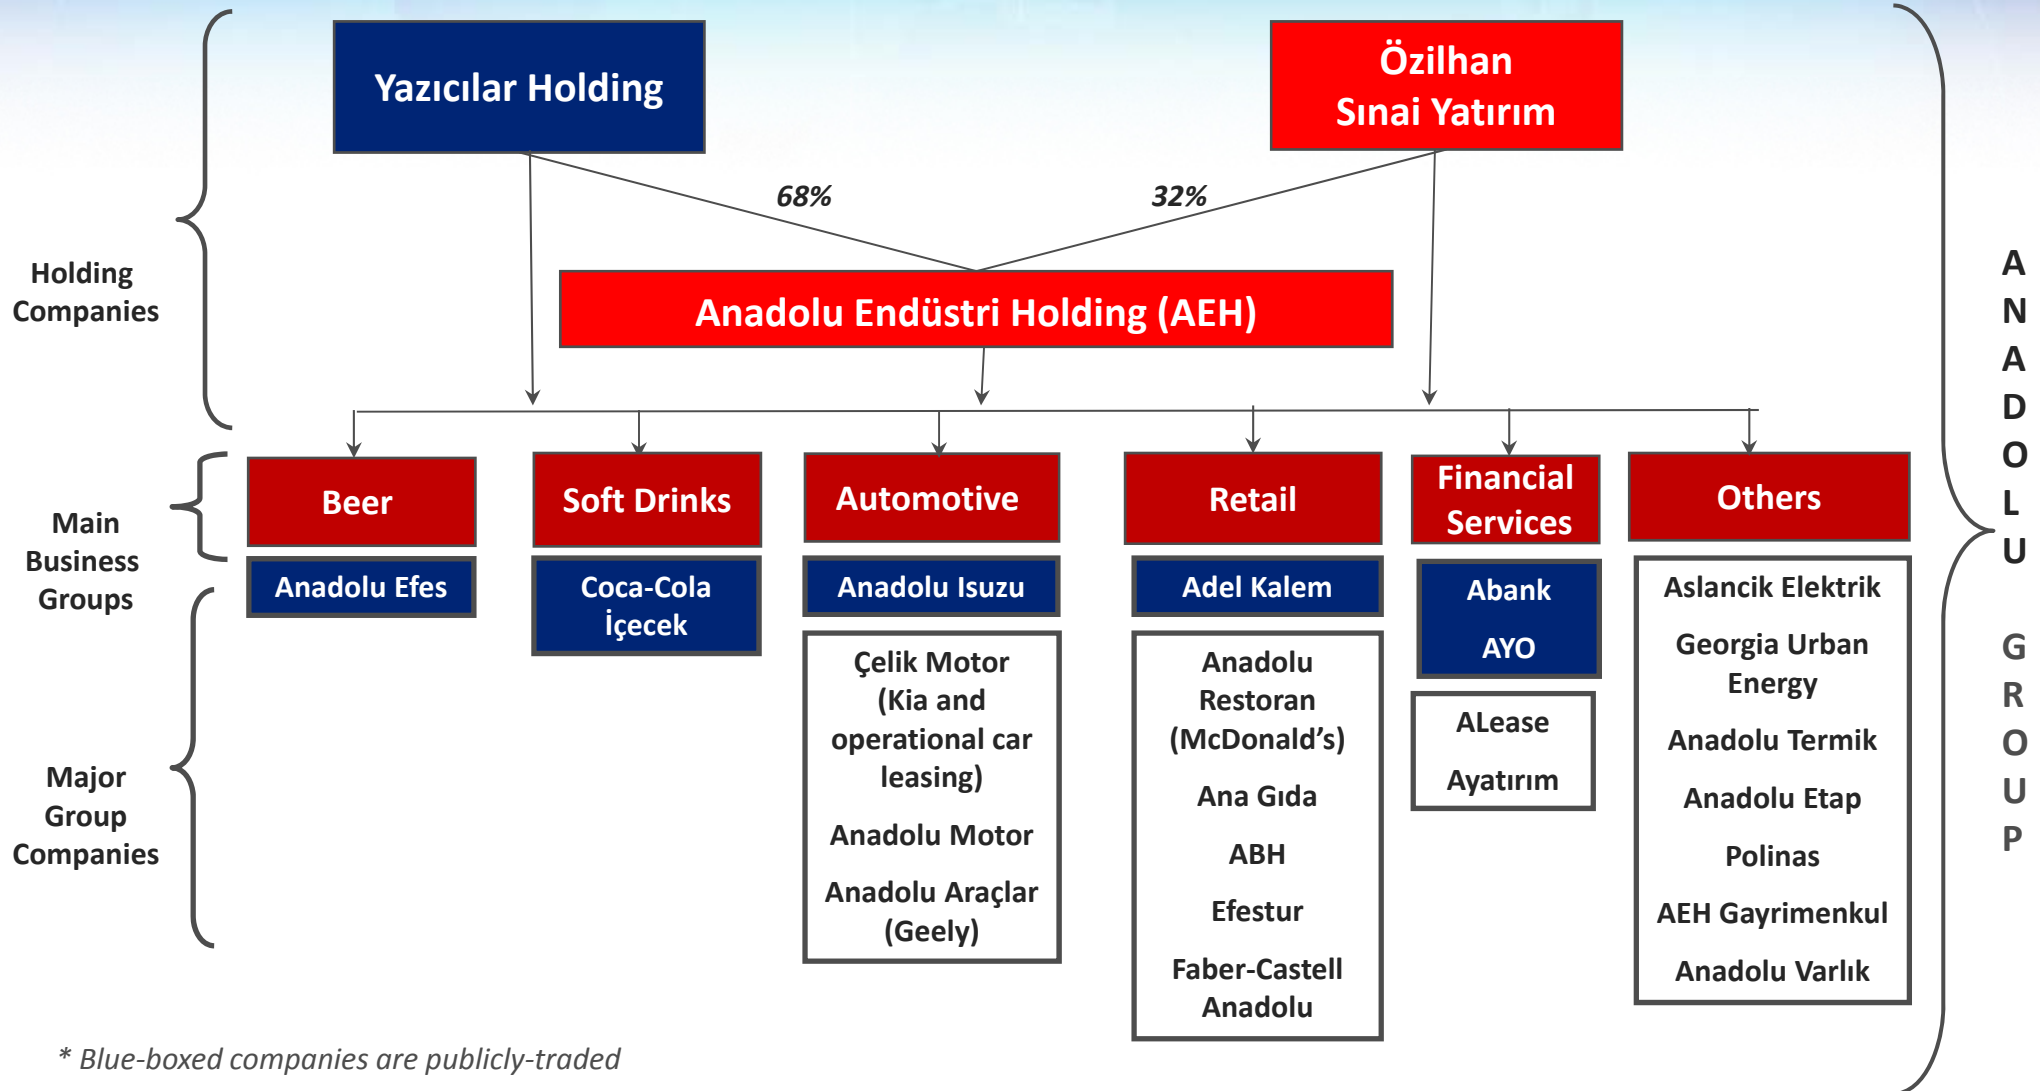 Yazıcılar Holding
Özilhan
Sınai Yatırım
68%
32%
Holding
Companies
Anadolu Endüstri Holding (AEH)
Main
Business
Groups
Beer
Soft Drinks
Automotive
Retail
Financial
Services
Others
Major
Group
Companies
Anadolu Efes
Coca-Cola
İçecek
Anadolu Isuzu
Çelik Motor
(Kia and
operational car
leasing)
Anadolu Motor
Anadolu Araçlar
(Geely)
Adel Kalem
Anadolu
Restoran
(McDonald’s)
Ana Gıda
ABH
Efestur
Faber-Castell
Anadolu
Abank
AYO
ALease
Ayatırım
Aslancik Elektrik
Georgia Urban
Energy
Anadolu Termik
Anadolu Etap
Polinas
AEH Gayrimenkul
Anadolu Varlık
ANADOLU GROUP
* Blue-boxed companies are publicly-traded